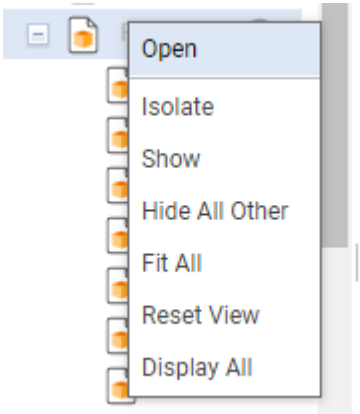 Open
Isolate
Show
Hide All Other
Fit All
Reset View
Display All